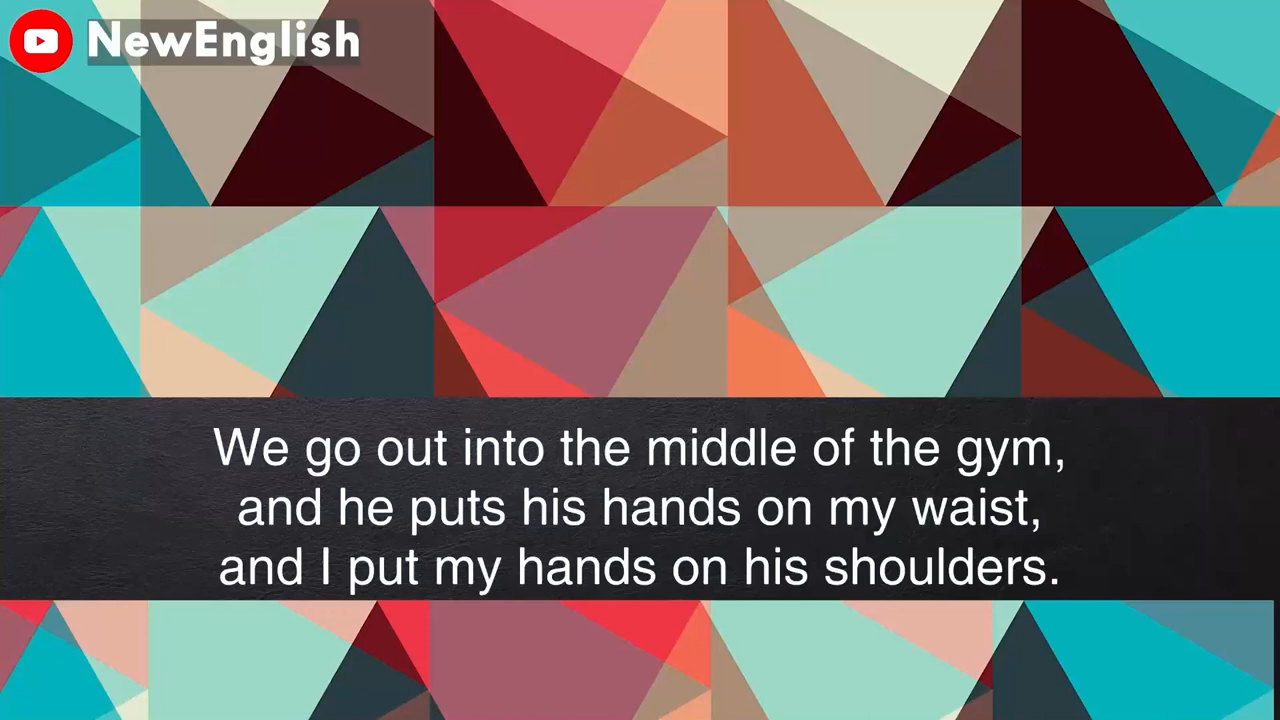 NewEnglish
We go out into the middle of the gym,
and he puts his hands on my waist,
and I put my hands on his shoulders.